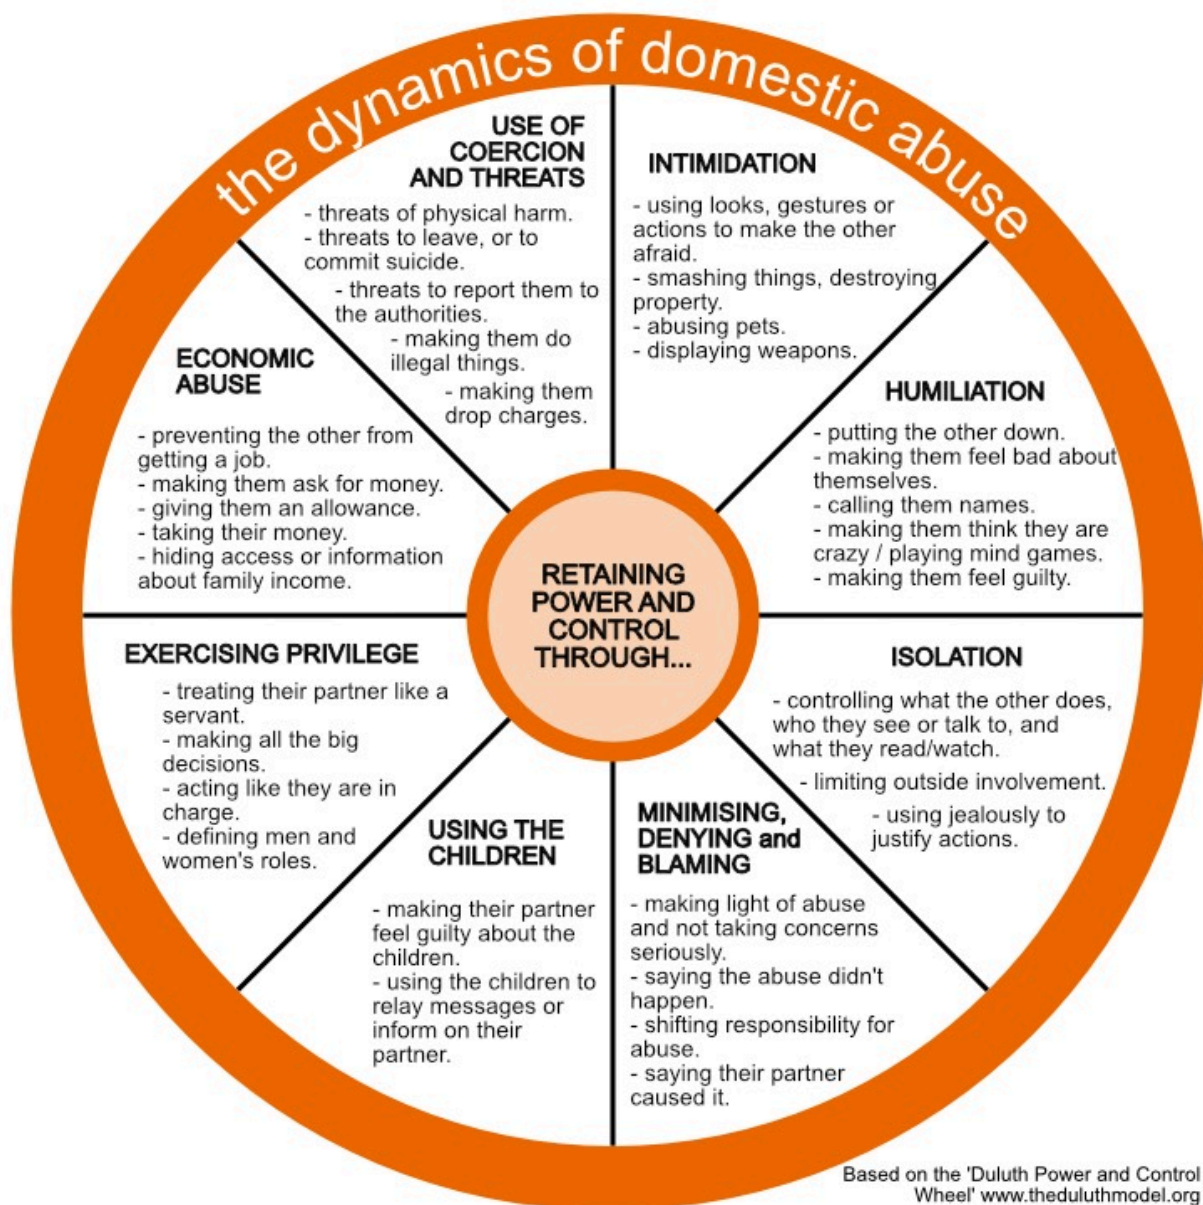 the dynamics of domestic abuse
USE OF
COERCION
AND THREATS
- threats of physical harm.
- threats to leave, or to
commit suicide.
- threats to report them to
the authorities.
- making them do
illegal things.
- making them
drop charges.
INTIMIDATION
- using looks, gestures or
actions to make the other
afraid.
- smashing things, destroying
property.
- abusing pets.
- displaying weapons.
HUMILIATION
- putting the other down.
- making them feel bad about
themselves.
- calling them names.
- making them think they are
crazy / playing mind games.
- making them feel guilty.
ISOLATION
- controlling what the other does,
who they see or talk to, and
what they read/watch.
- limiting outside involvement.
- using jealously to
justify actions.
MINIMISING,
DENYING and
BLAMING
- making light of abuse
and not taking concerns
seriously.
- saying the abuse didn't
happen.
- shifting responsibility for
abuse.
- saying their partner
caused it.
USING THE
CHILDREN
- making their partner
feel guilty about the
children.
- using the children to
relay messages or
inform on their
partner.
EXERCISING PRIVILEGE
- treating their partner like a
servant.
- making all the big
decisions.
- acting like they are in
charge.
- defining men and
women's roles.
ECONOMIC
ABUSE
- preventing the other from
getting a job.
- making them ask for money.
- giving them an allowance.
- taking their money.
- hiding access or information
about family income.
RETAINING
POWER AND
CONTROL
THROUGH...
Based on the 'Duluth Power and Control
Wheel' www.theduluthmodel.org